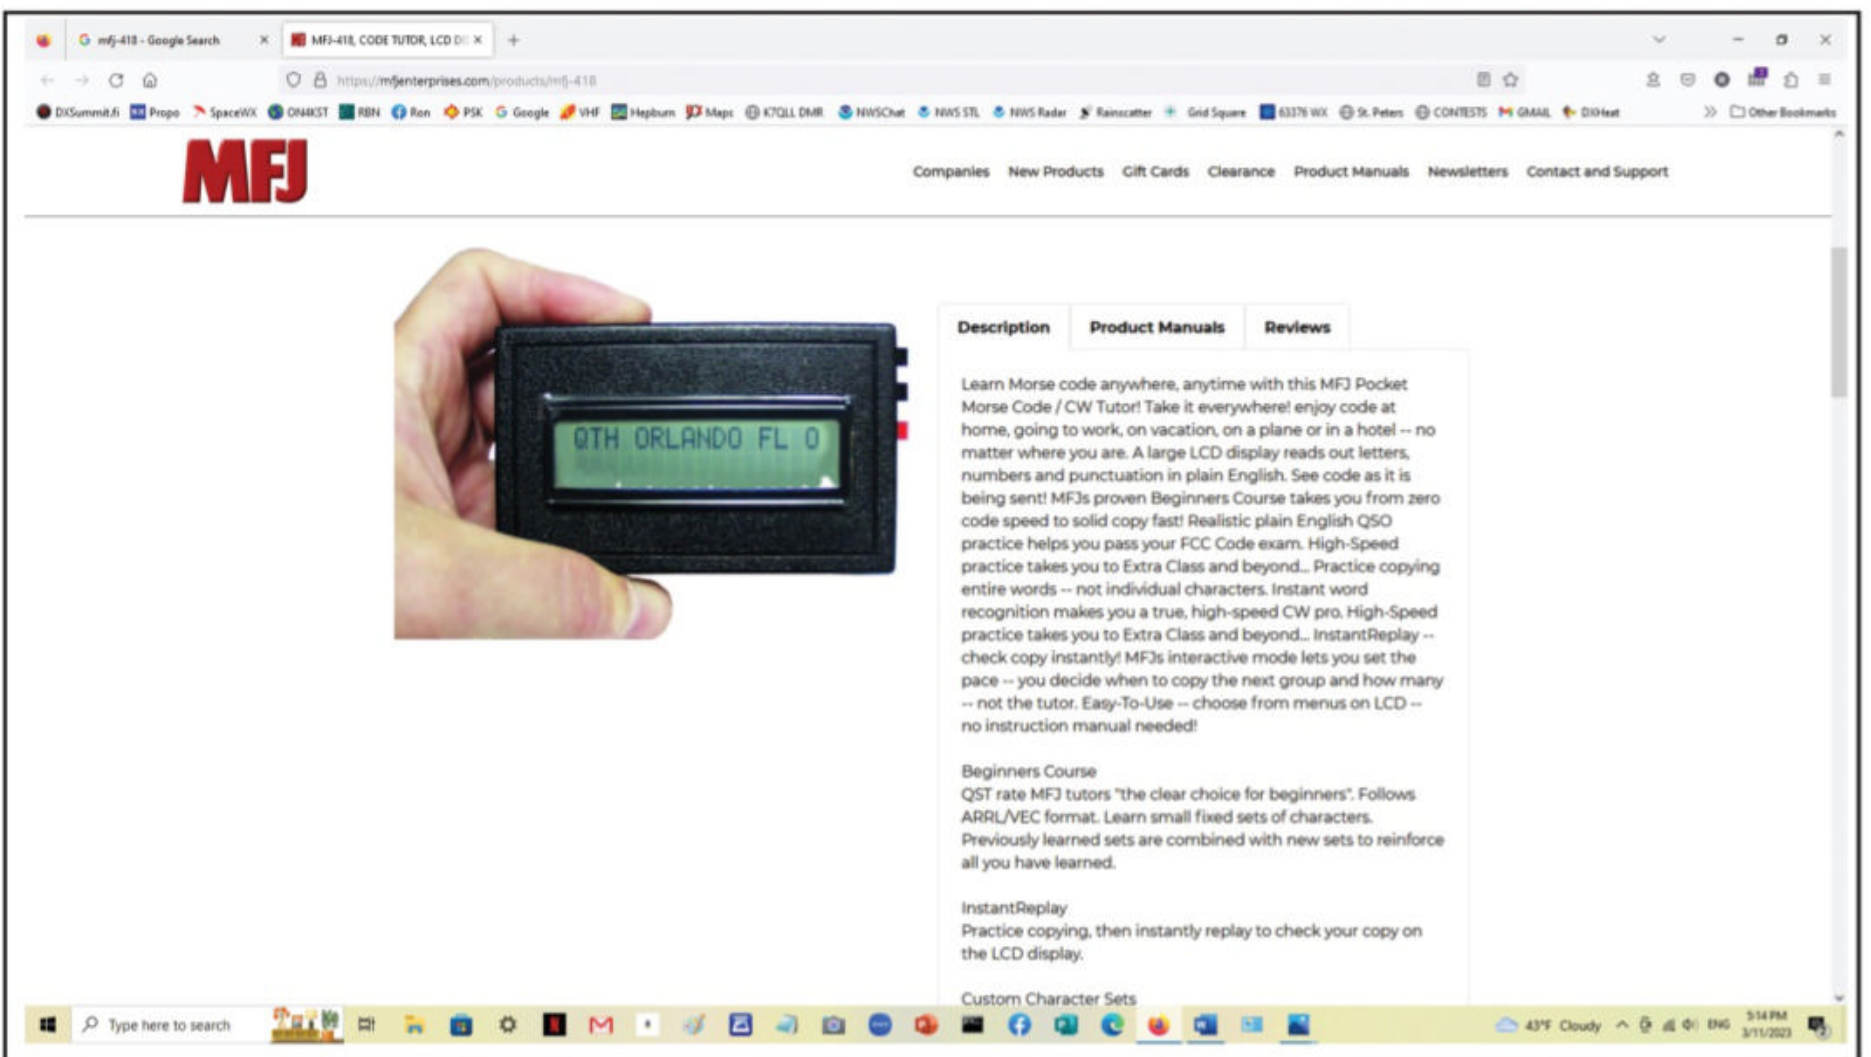 mfj-418 - Google Search
MFJ-418, CODE TUTOR, LCD DI
https://mfjenterprises.com/products/mfj-418
DXSummit.fi Propo SpaceWX ON4KST RBN Ron PSK Google VHF Hepburn Maps K7QLL DMR NWSChat NWS STL NWS Radar Rainscatter Grid Square 63376 WX St. Peters CONTESTS GMAIL DXHeat Other Bookmarks
MFJ
Companies New Products Gift Cards Clearance Product Manuals Newsletters Contact and Support
QTH ORLANDO FL 0
Description Product Manuals Reviews
Learn Morse code anywhere, anytime with this MFJ Pocket
Morse Code / CW Tutor! Take it everywhere! enjoy code at
home, going to work, on vacation, on a plane or in a hotel -- no
matter where you are. A large LCD display reads out letters,
numbers and punctuation in plain English. See code as it is
being sent! MFJs proven Beginners Course takes you from zero
code speed to solid copy fast! Realistic plain English QSO
practice helps you pass your FCC Code exam. High-Speed
practice takes you to Extra Class and beyond... Practice copying
entire words -- not individual characters. Instant word
recognition makes you a true, high-speed CW pro. High-Speed
practice takes you to Extra Class and beyond... InstantReplay --
check copy instantly! MFJs interactive mode lets you set the
pace -- you decide when to copy the next group and how many
-- not the tutor. Easy-To-Use -- choose from menus on LCD --
no instruction manual needed!
Beginners Course
QST rate MFJ tutors "the clear choice for beginners". Follows
ARRL/VEC format. Learn small fixed sets of characters.
Previously learned sets are combined with new sets to reinforce
all you have learned.
InstantReplay
Practice copying, then instantly replay to check your copy on
the LCD display.
Custom Character Sets
Type here to search
43°F Cloudy ENG 5:14 PM
3/11/2023